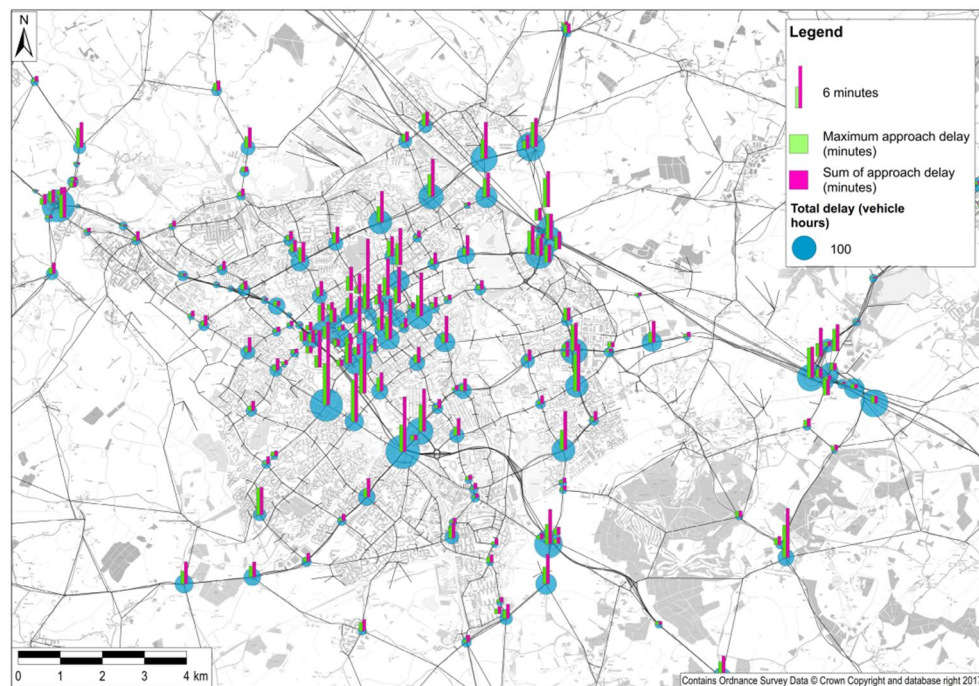 N
Legend
6 minutes
Maximum approach delay
(minutes)
Sum of approach delay
(minutes)
Total delay (vehicle
hours)
100
0 1 2 3 4 km
Contains Ordnance Survey Data © Crown Copyright and database right 201